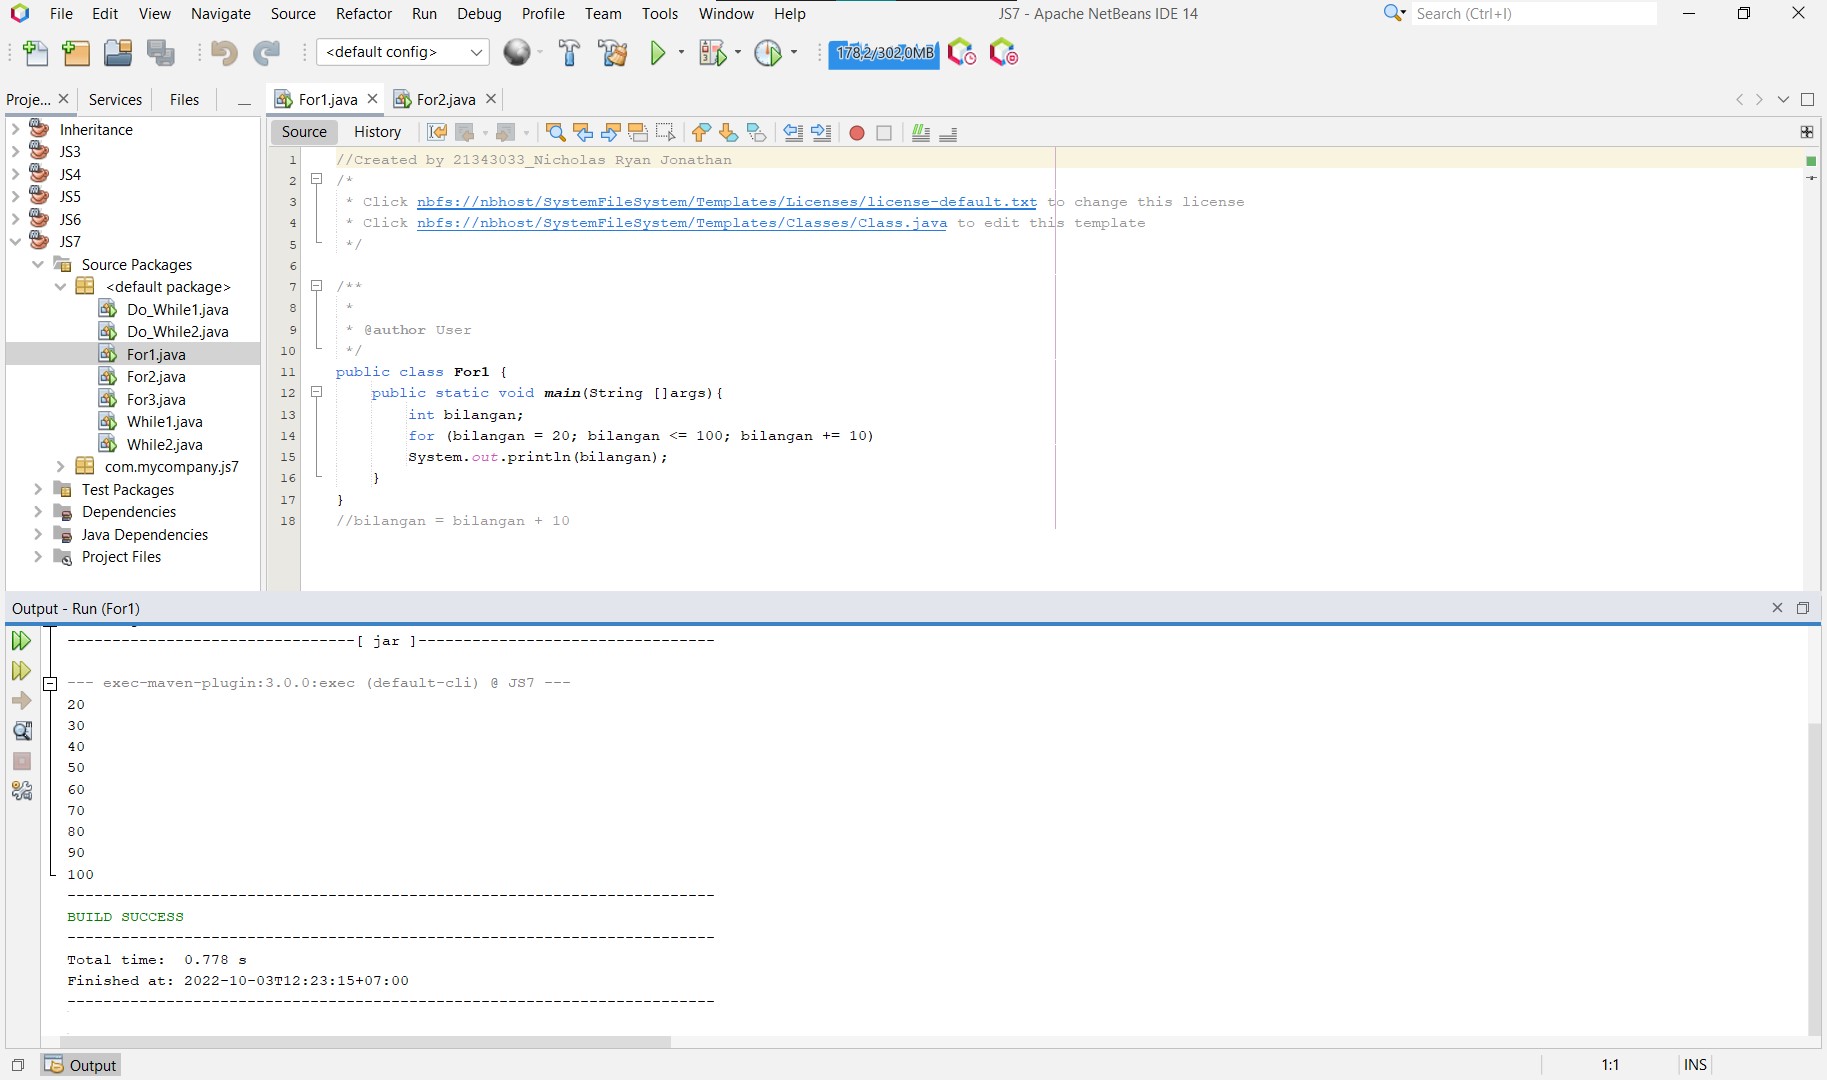 File Edit View Navigate Source Refactor Run Debug Profile Team Tools Window Help JS7 - Apache NetBeans IDE 14 Search (Ctrl+I)
<default config> 178,2/302,0MB
Proje... Services Files For1.java For2.java
Source History
Inheritance
JS3
JS4
JS5
JS6
JS7
Source Packages
<default package>
Do_While1.java
Do_While2.java
For1.java
For2.java
For3.java
While1.java
While2.java
com.mycompany.js7
Test Packages
Dependencies
Java Dependencies
Project Files
1 //Created by 21343033_Nicholas Ryan Jonathan
2 /*
3 * Click nbfs://nbhost/SystemFileSystem/Templates/Licenses/license-default.txt to change this license
4 * Click nbfs://nbhost/SystemFileSystem/Templates/Classes/Class.java to edit this template
5 */
6
7 /**
8 *
9 * @author User
10 */
11 public class For1 {
12 public static void main(String []args){
13 int bilangan;
14 for (bilangan = 20; bilangan <= 100; bilangan += 10)
15 System.out.println(bilangan);
16 }
17 }
18 //bilangan = bilangan + 10
Output - Run (For1)
--------------------------------[ jar ]---------------------------------
--- exec-maven-plugin:3.0.0:exec (default-cli) @ JS7 ---
20
30
40
50
60
70
80
90
100
------------------------------------------------------------------------
BUILD SUCCESS
------------------------------------------------------------------------
Total time:  0.778 s
Finished at: 2022-10-03T12:23:15+07:00
------------------------------------------------------------------------
Output 1:1 INS